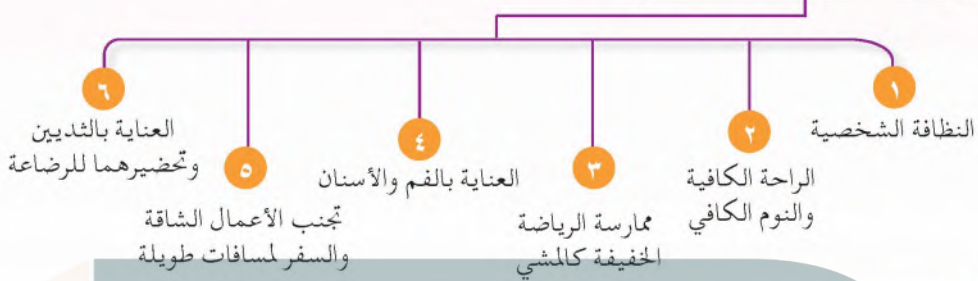 ١
النظافة الشخصية
٢
الراحة الكافية
والنوم الكافي
٣
ممارسة الرياضة
الخفيفة كالمشي
٤
العناية بالفم والأسنان
٥
تجنب الأعمال الشاقة
والسفر لمسافات طويلة
٦
العناية بالثديين
وتحضيرهما للرضاعة